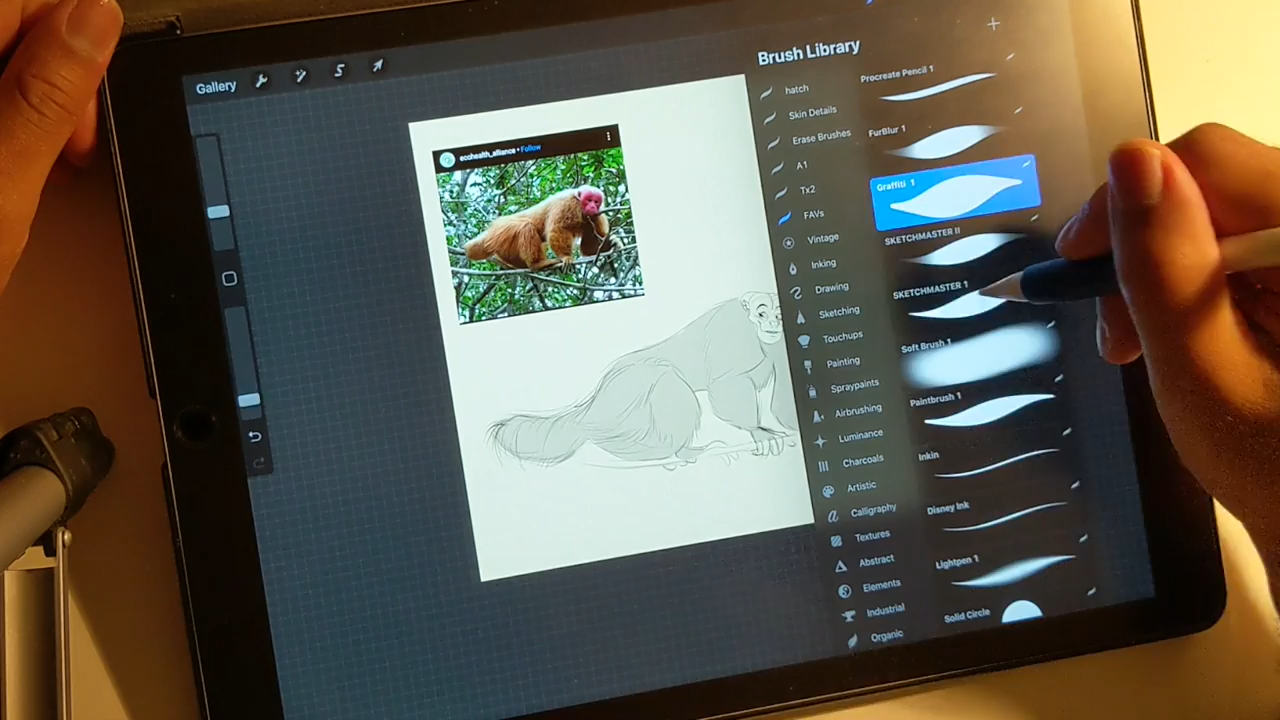 Gallery
ecohealth_alliance • Follow
Brush Library
hatch
Skin Details
Erase Brushes
A1
Tx2
FAVs
Vintage
Inking
Drawing
Sketching
Touchups
Painting
Spraypaints
Airbrushing
Luminance
Charcoals
Artistic
Calligraphy
Textures
Abstract
Elements
Industrial
Organic
Procreate Pencil 1
FurBlur 1
Graffiti 1
SKETCHMASTER II
SKETCHMASTER 1
Soft Brush 1
Paintbrush 1
Inkin
Disney Ink
Lightpen 1
Solid Circle